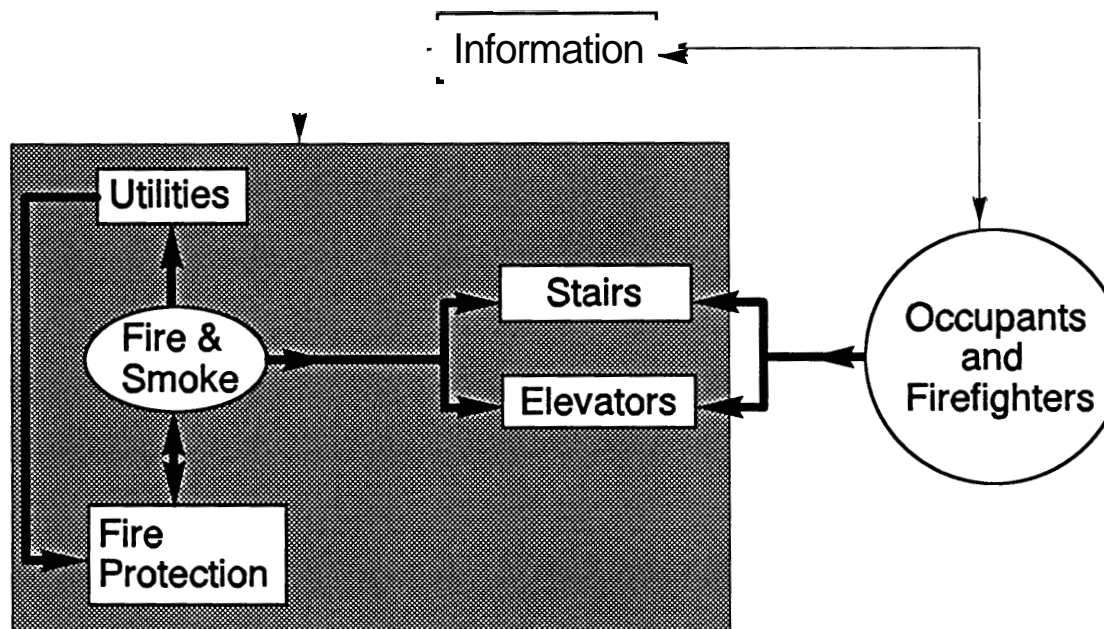 Information
Utilities
Fire &
Smoke
Stairs
Elevators
Fire
Protection
Occupants
and
Firefighters